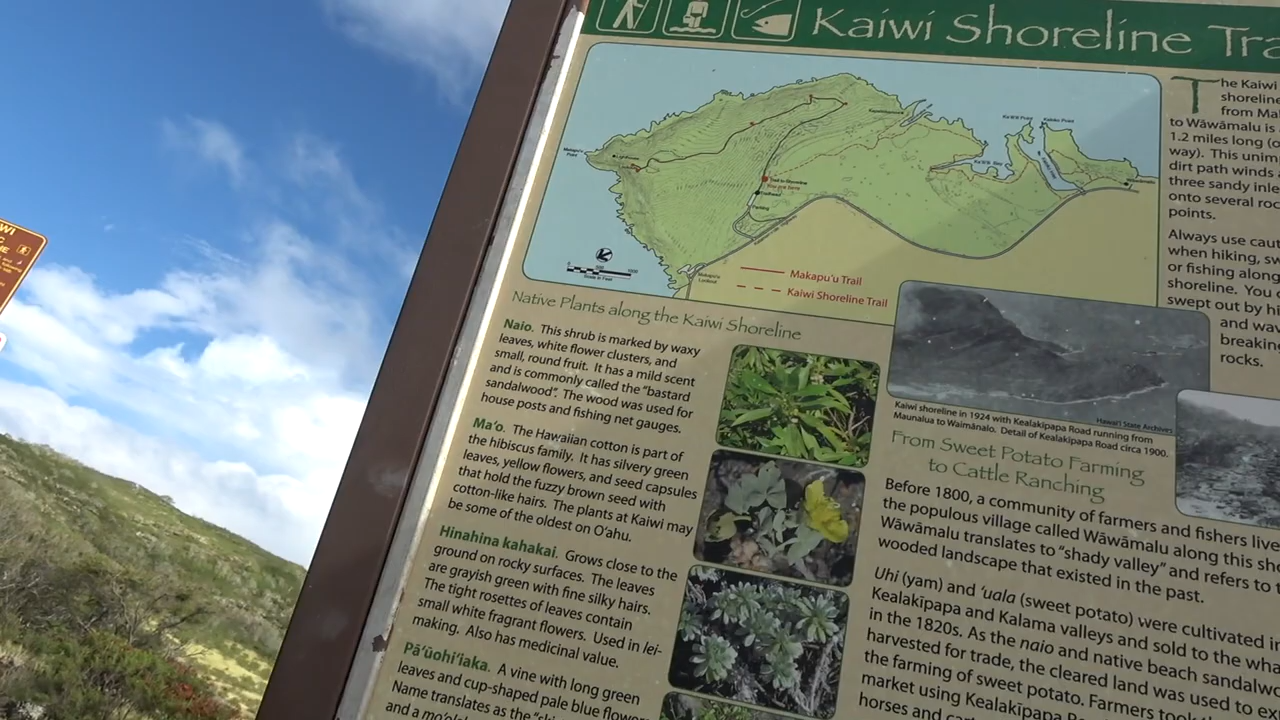 Kaiwi Shoreline Tra
Makapu'u Trail
Kaiwi Shoreline Trail
The Kaiwi
shoreline
from Mak
to Wāwāmalu is
1.2 miles long (o
way). This unim
dirt path winds a
three sandy inle
onto several roc
points.
Always use caut
when hiking, sw
or fishing along
shoreline. You c
swept out by hi
and wav
breakin
rocks.
Native Plants along the Kaiwi Shoreline
Naio. This shrub is marked by waxy
leaves, white flower clusters, and
small, round fruit. It has a mild scent
and is commonly called the "bastard
sandalwood". The wood was used for
house posts and fishing net gauges.
Ma'o. The Hawaiian cotton is part of
the hibiscus family. It has silvery green
leaves, yellow flowers, and seed capsules
that hold the fuzzy brown seed with
cotton-like hairs. The plants at Kaiwi may
be some of the oldest on O'ahu.
Hinahina kahakai. Grows close to the
ground on rocky surfaces. The leaves
are grayish green with fine silky hairs.
The tight rosettes of leaves contain
small white fragrant flowers. Used in lei-
making. Also has medicinal value.
Pā'ūohi'iaka. A vine with long green
leaves and cup-shaped pale blue flowers
Name translates as the "ski
Hawai'i State Archives
Kaiwi shoreline in 1924 with Kealakīpapa Road running from
Maunalua to Waimānalo. Detail of Kealakīpapa Road circa 1900.
From Sweet Potato Farming
to Cattle Ranching
Before 1800, a community of farmers and fishers live
the populous village called Wāwāmalu along this sho
Wāwāmalu translates to "shady valley" and refers to
wooded landscape that existed in the past.
Uhi (yam) and 'uala (sweet potato) were cultivated in
Kealakīpapa and Kalama valleys and sold to the wha
in the 1820s. As the naio and native beach sandalwo
harvested for trade, the cleared land was used to ex
the farming of sweet potato. Farmers took
market using Kealakīpapa Ro
horses and cart